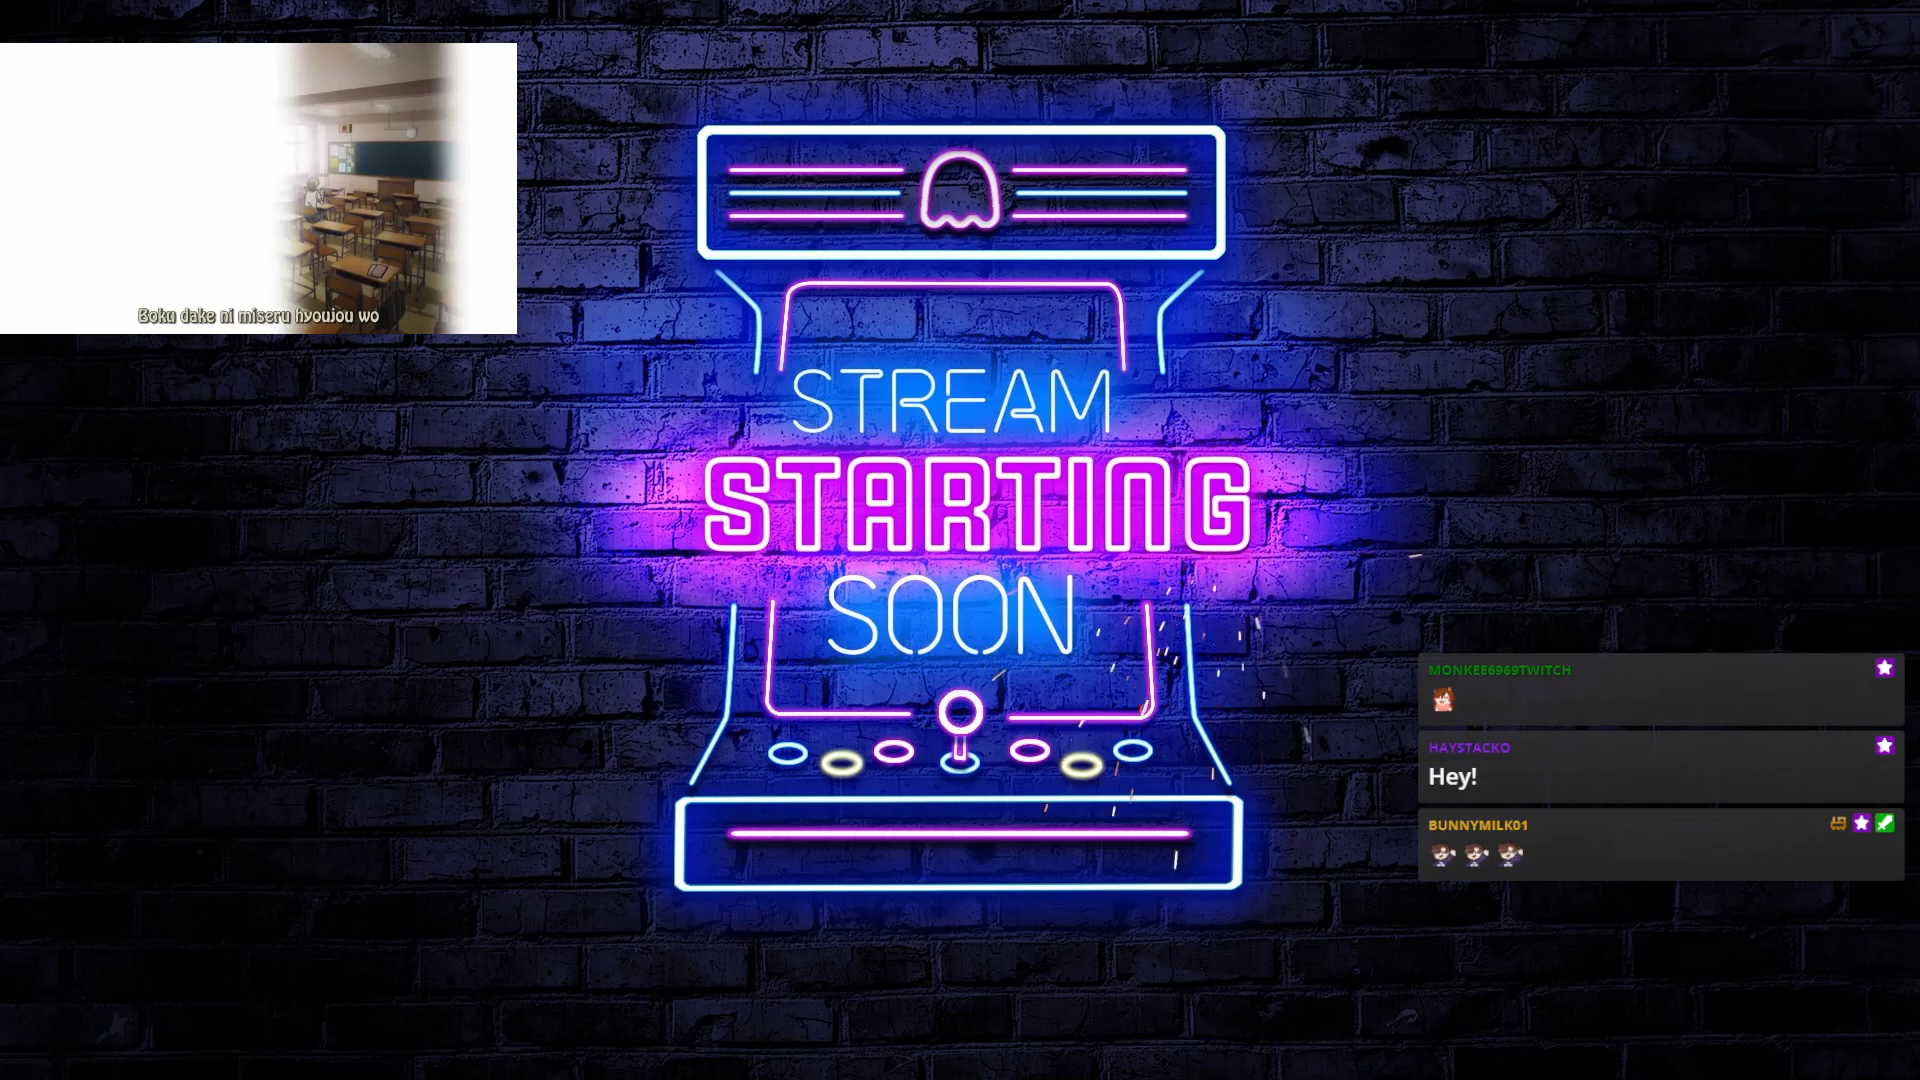 Boku dake ni miseru hyoujou wo
STREAM
STARTING
SOON
MONKEE6969TWITCH
HAYSTACKO
Hey!
BUNNYMILK01